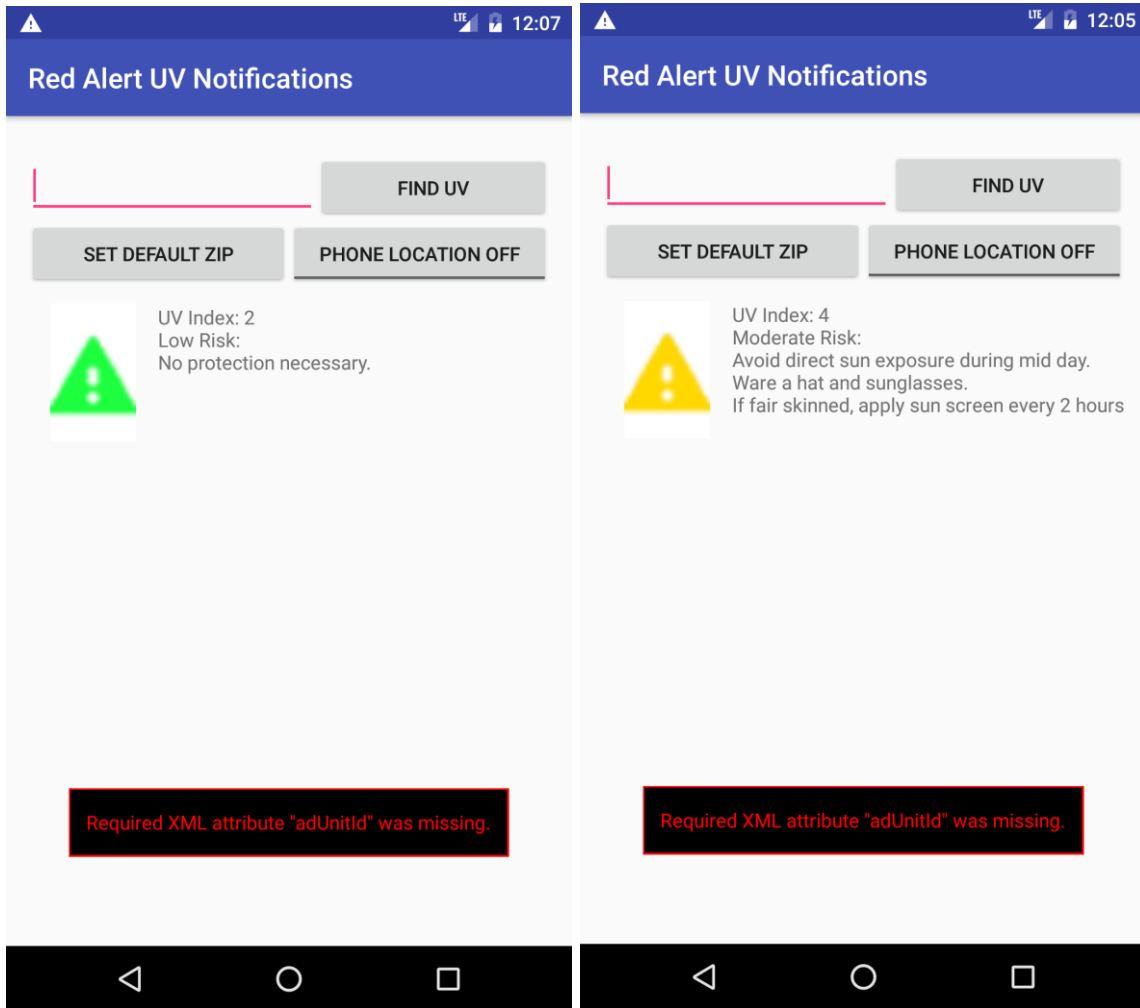 LTE 12:07
Red Alert UV Notifications
FIND UV
SET DEFAULT ZIP PHONE LOCATION OFF
UV Index: 2
Low Risk:
No protection necessary.
Required XML attribute "adUnitId" was missing.
LTE 12:05
Red Alert UV Notifications
FIND UV
SET DEFAULT ZIP PHONE LOCATION OFF
UV Index: 4
Moderate Risk:
Avoid direct sun exposure during mid day.
Ware a hat and sunglasses.
If fair skinned, apply sun screen every 2 hours
Required XML attribute "adUnitId" was missing.